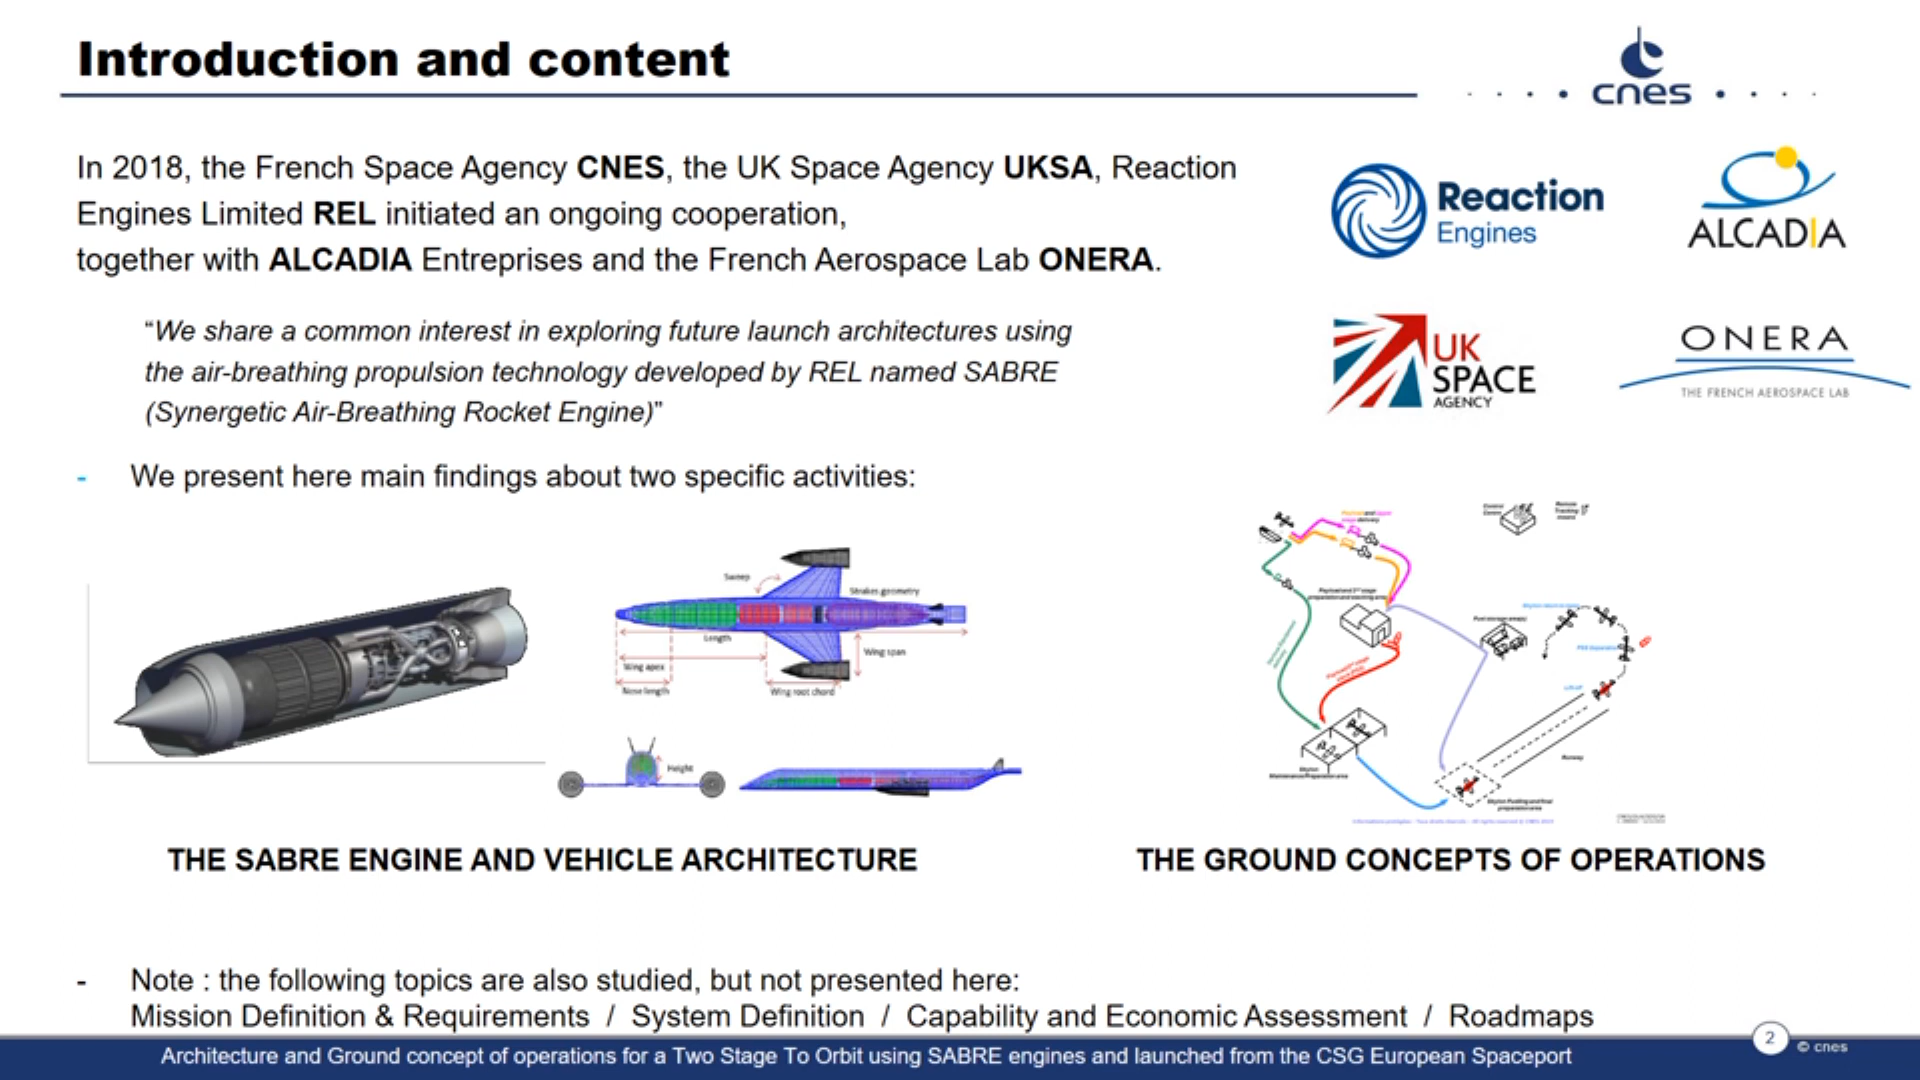 Introduction and content
cnes
In 2018, the French Space Agency CNES, the UK Space Agency UKSA, Reaction
Engines Limited REL initiated an ongoing cooperation,
together with ALCADIA Entreprises and the French Aerospace Lab ONERA.
Reaction
Engines
ALCADIA
UK
SPACE
AGENCY
ONERA
THE FRENCH AEROSPACE LAB
“We share a common interest in exploring future launch architectures using
the air-breathing propulsion technology developed by REL named SABRE
(Synergetic Air-Breathing Rocket Engine)”
- We present here main findings about two specific activities:
Sweep
Strakes geometry
Length
Wing span
Wing apex
Nose length
Wing root chord
Height
Control
Centre
Remote
Tracking
Runway
THE SABRE ENGINE AND VEHICLE ARCHITECTURE
THE GROUND CONCEPTS OF OPERATIONS
- Note : the following topics are also studied, but not presented here:
Mission Definition & Requirements / System Definition / Capability and Economic Assessment / Roadmaps
Architecture and Ground concept of operations for a Two Stage To Orbit using SABRE engines and launched from the CSG European Spaceport
2
© cnes